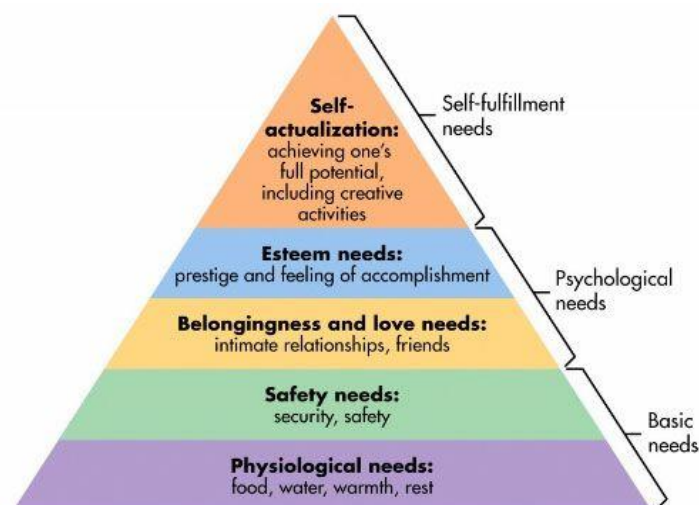 Self-
actualization:
achieving one's
full potential,
including creative
activities
Self-fulfillment
needs
Esteem needs:
prestige and feeling of accomplishment
Psychological
needs
Belongingness and love needs:
intimate relationships, friends
Safety needs:
security, safety
Basic
needs
Physiological needs:
food, water, warmth, rest